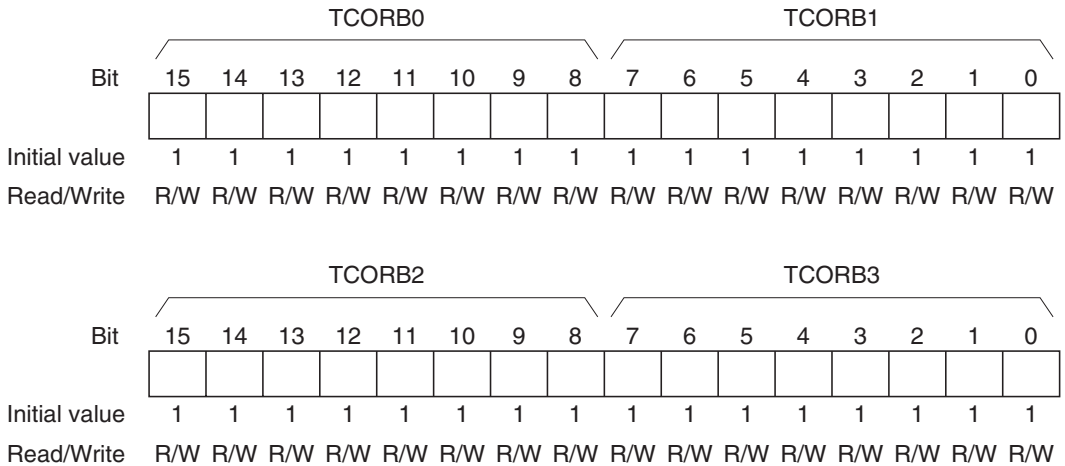 TCORB0 TCORB1
Bit 15 14 13 12 11 10 9 8 7 6 5 4 3 2 1 0
Initial value 1 1 1 1 1 1 1 1 1 1 1 1 1 1 1 1
Read/Write R/W R/W R/W R/W R/W R/W R/W R/W R/W R/W R/W R/W R/W R/W R/W R/W
TCORB2 TCORB3
Bit 15 14 13 12 11 10 9 8 7 6 5 4 3 2 1 0
Initial value 1 1 1 1 1 1 1 1 1 1 1 1 1 1 1 1
Read/Write R/W R/W R/W R/W R/W R/W R/W R/W R/W R/W R/W R/W R/W R/W R/W R/W